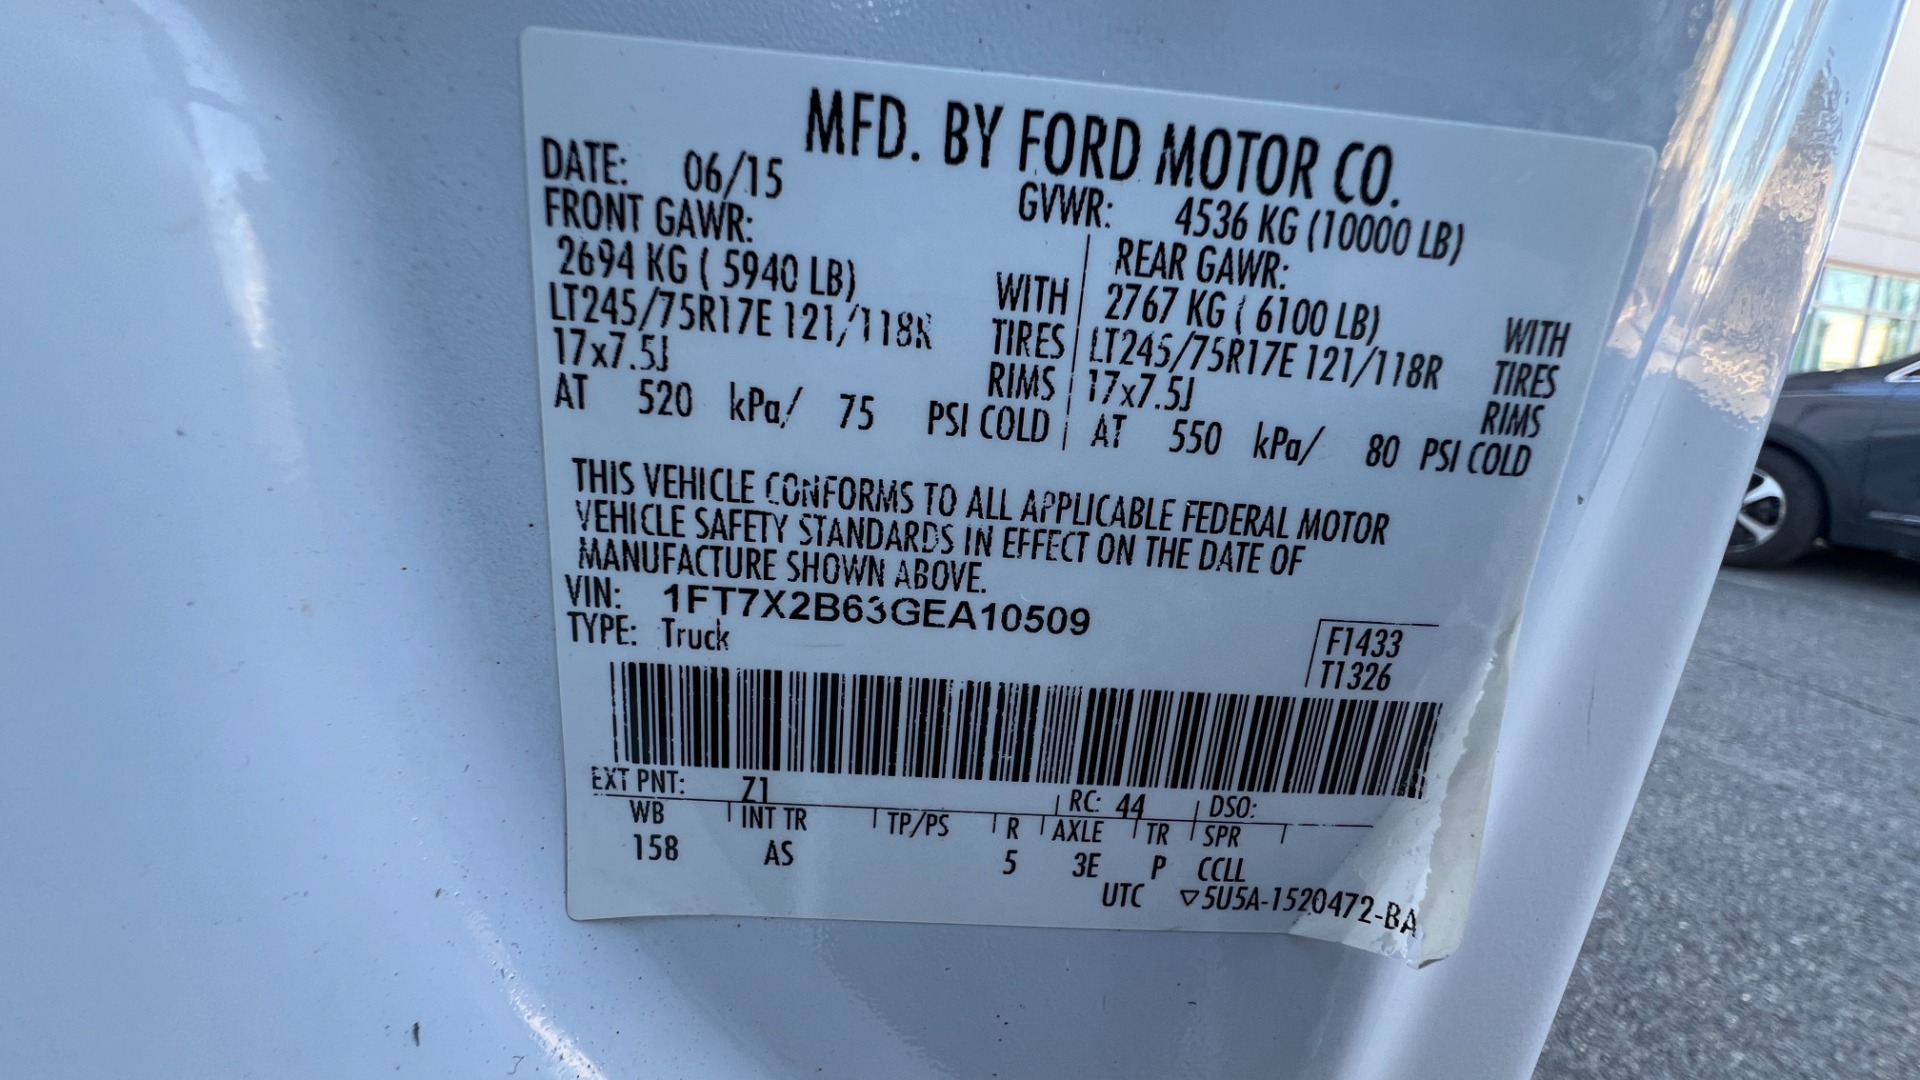 MFD. BY FORD MOTOR CO.
DATE: 06/15 GVWR: 4536 KG (10000 LB)
FRONT GAWR: REAR GAWR:
2694 KG ( 5940 LB) WITH 2767 KG ( 6100 LB) WITH
LT245/75R17E 121/118R TIRES LT245/75R17E 121/118R TIRES
17x7.5J RIMS 17x7.5J RIMS
AT 520 kPa/ 75 PSI COLD AT 550 kPa/ 80 PSI COLD
THIS VEHICLE CONFORMS TO ALL APPLICABLE FEDERAL MOTOR
VEHICLE SAFETY STANDARDS IN EFFECT ON THE DATE OF
MANUFACTURE SHOWN ABOVE.
VIN: 1FT7X2B63GEA10509
TYPE: Truck
F1433
T1326
EXT PNT: Z1 RC: 44 DSO:
WB INT TR TP/PS R AXLE TR SPR
158 AS 5 3E P CCLL
UTC ▽5U5A-1520472-BA